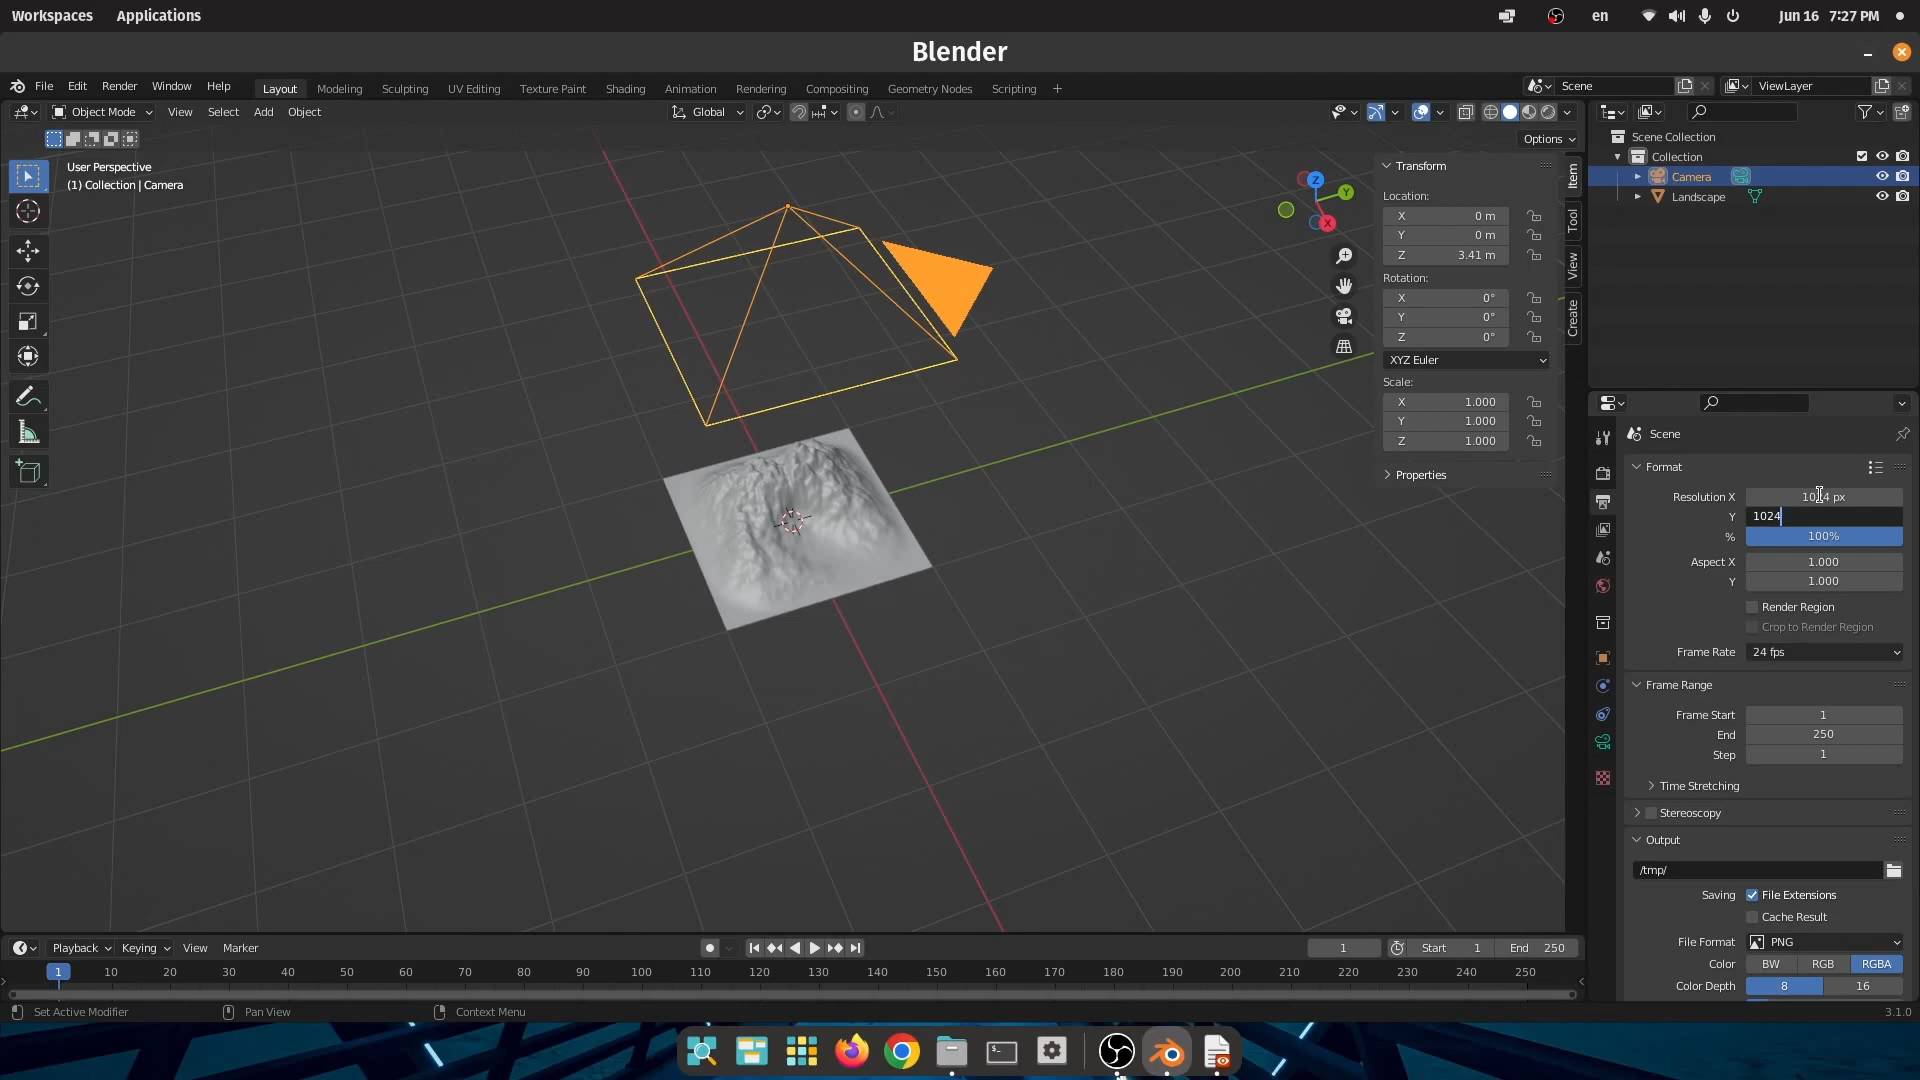 Workspaces Applications en Jun 16 7:27 PM
Blender
File Edit Render Window Help Layout Modeling Sculpting UV Editing Texture Paint Shading Animation Rendering Compositing Geometry Nodes Scripting + Scene ViewLayer
Object Mode View Select Add Object Global
Options
User Perspective
(1) Collection | Camera
Z
Y
X
Transform
Location:
X 0 m
Y 0 m
Z 3.41 m
Rotation:
X 0°
Y 0°
Z 0°
XYZ Euler
Scale:
X 1.000
Y 1.000
Z 1.000
Properties
Item
Tool
View
Create
Scene Collection
Collection
Camera
Landscape
Scene
Format
Resolution X px
Y 1024
% 100%
Aspect X 1.000
Y 1.000
Render Region
Crop to Render Region
Frame Rate 24 fps
Frame Range
Frame Start 1
End 250
Step 1
Time Stretching
Stereoscopy
Output
/tmp/
Saving File Extensions
Cache Result
File Format PNG
Color BW RGB RGBA
Color Depth 8 16
Playback Keying View Marker 1 Start 1 End 250
1 10 20 30 40 50 60 70 80 90 100 110 120 130 140 150 160 170 180 190 200 210 220 230 240 250
Set Active Modifier Pan View Context Menu 3.1.0